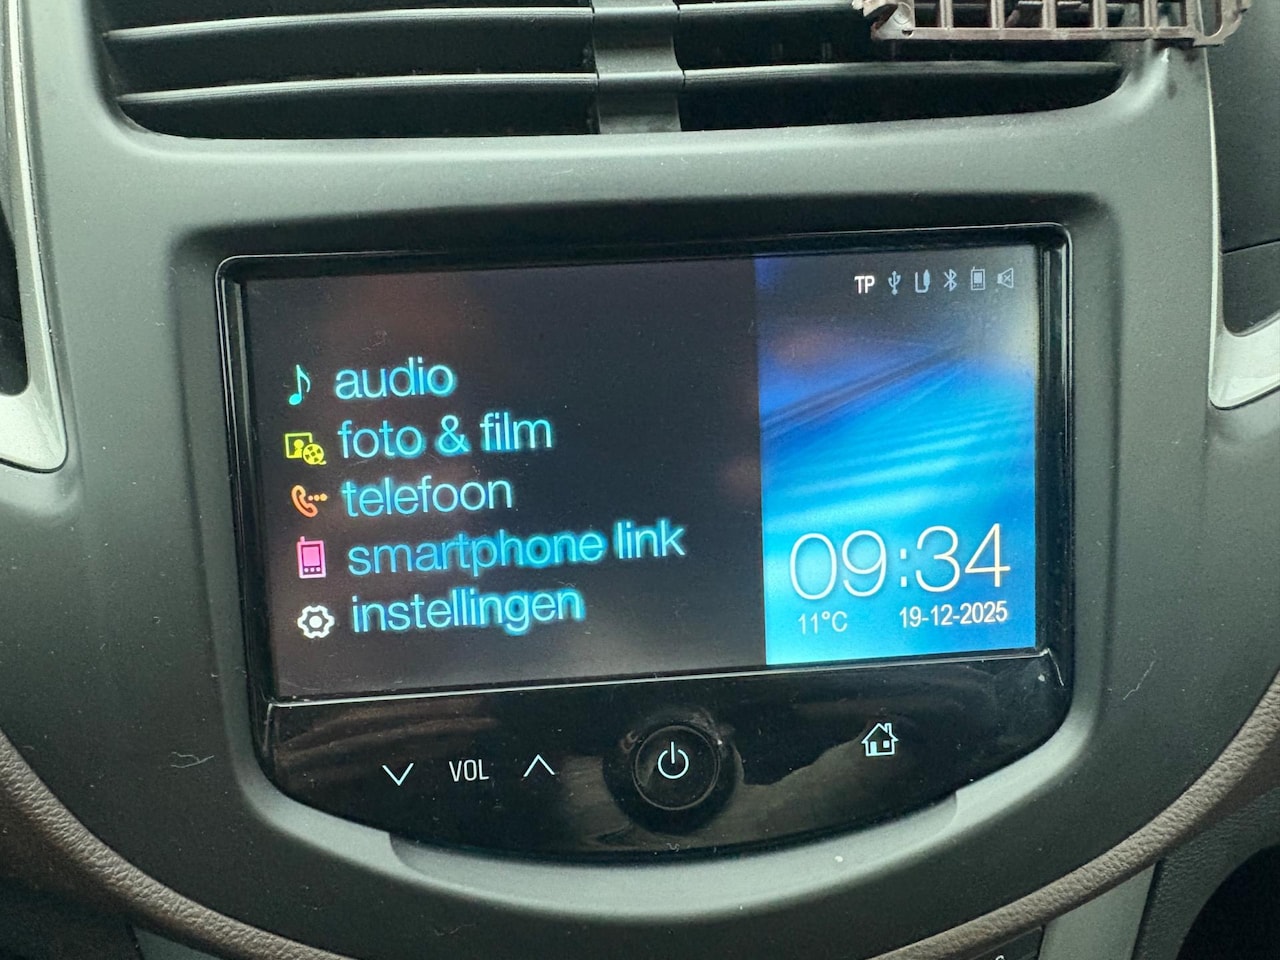 TP
audio
foto & film
telefoon
smartphone link
instellingen
09:34
11°C 19-12-2025
VOL